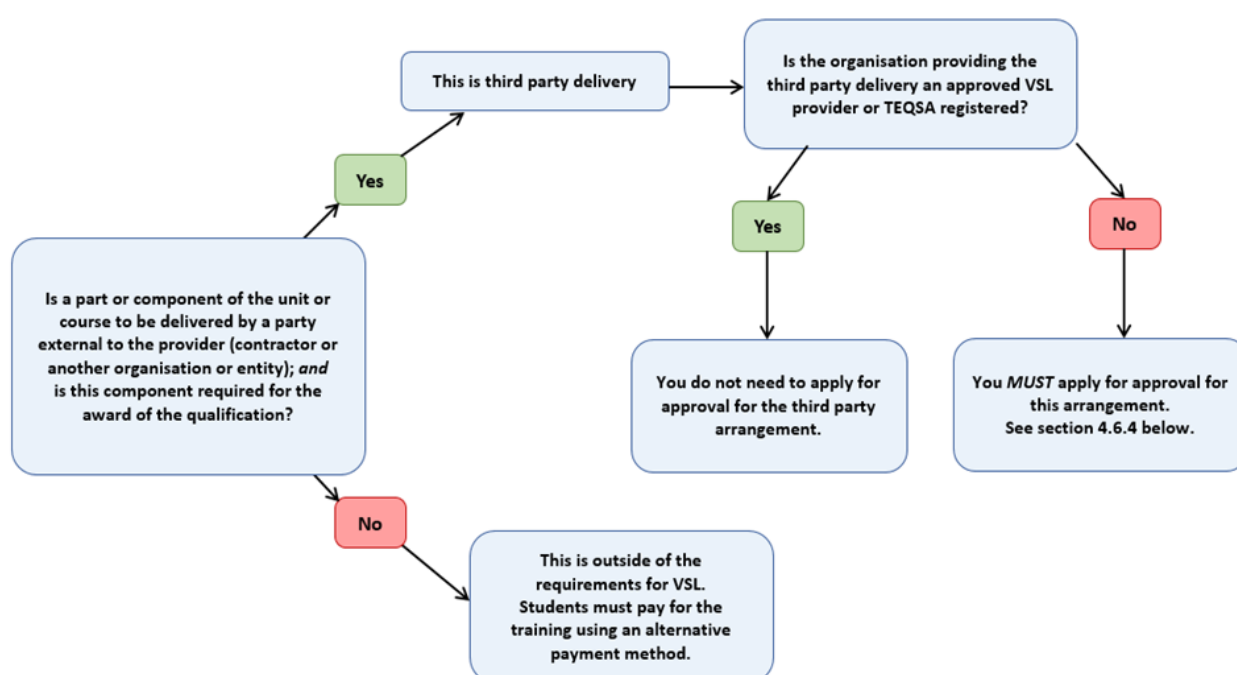 This is third party delivery
Is the organisation providing the
third party delivery an approved VSL
provider or TEQSA registered?
Yes
Yes
No
Is a part or component of the unit or
course to be delivered by a party
external to the provider (contractor or
another organisation or entity); and
is this component required for the
award of the qualification?
You do not need to apply for
approval for the third party
arrangement.
You MUST apply for approval for
this arrangement.
See section 4.6.4 below.
No
This is outside of the
requirements for VSL.
Students must pay for the
training using an alternative
payment method.